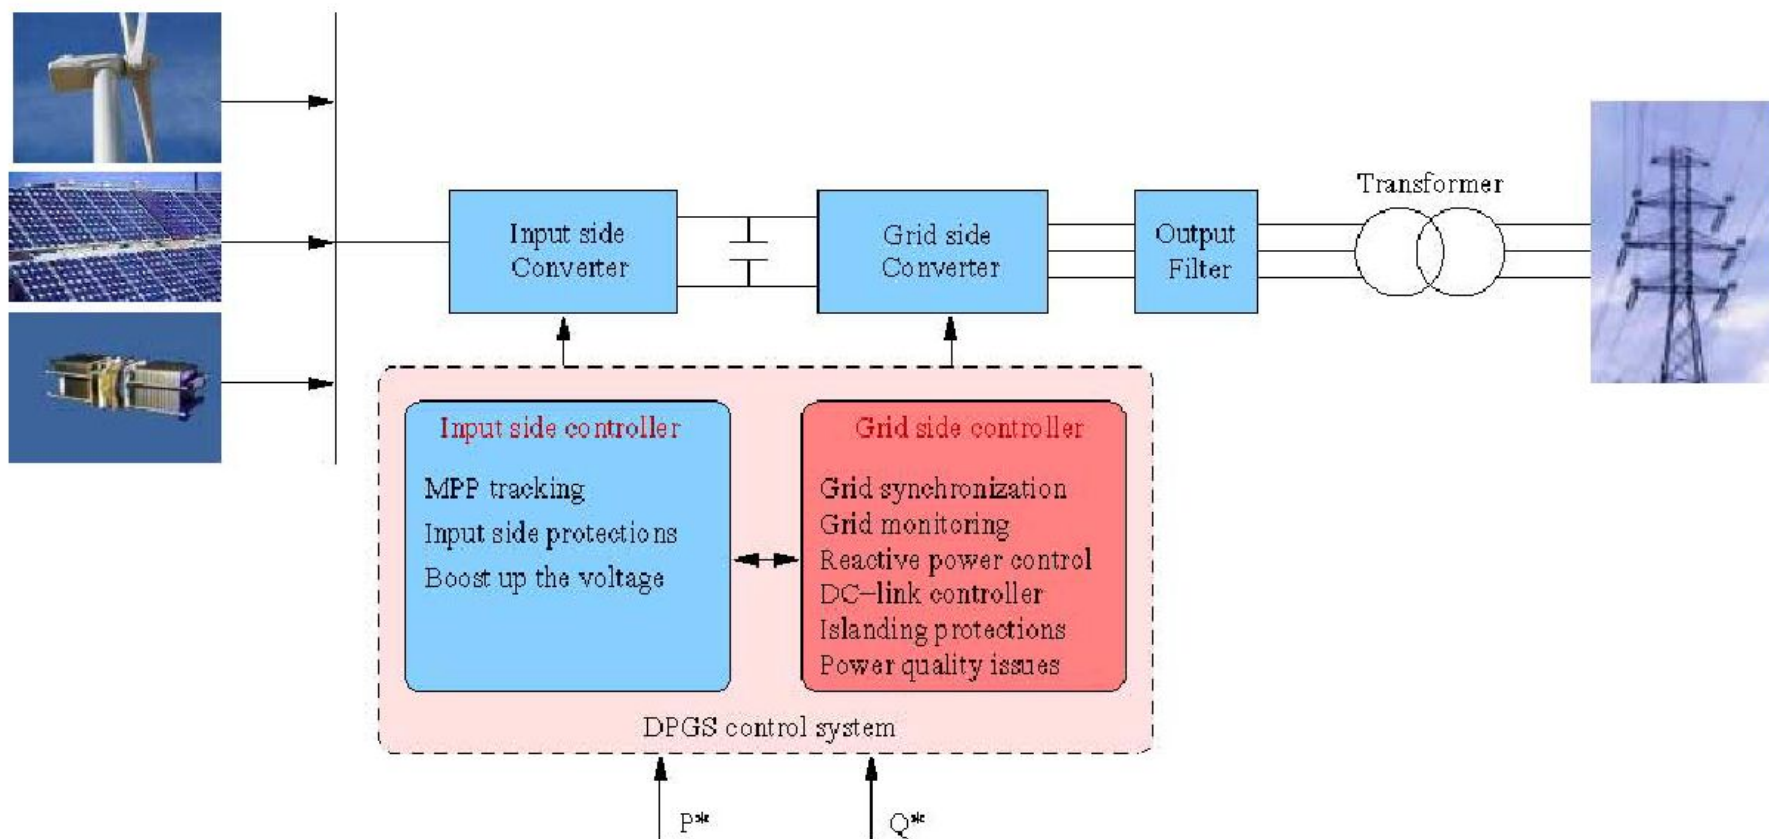 Transformer
Input side
Converter
Grid side
Converter
Output
Filter
Input side controller
MPP tracking
Input side protections
Boost up the voltage
Grid side controller
Grid synchronization
Grid monitoring
Reactive power control
DC-link controller
Islanding protections
Power quality issues
DPGS control system
P*
Q*